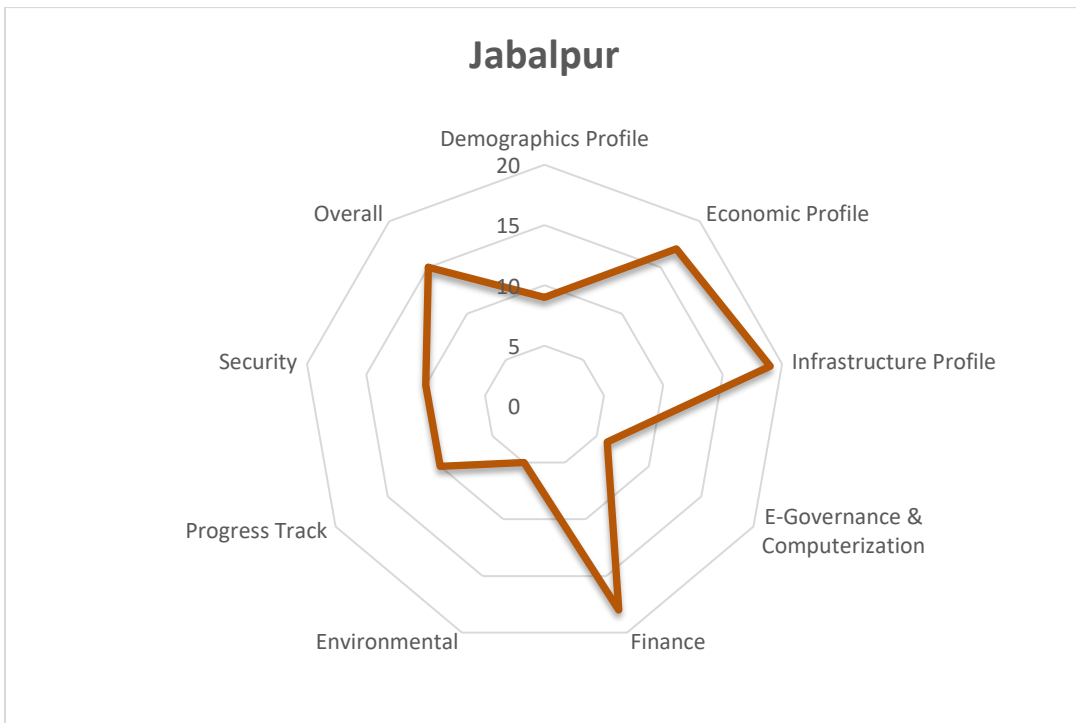 Jabalpur
Demographics Profile
20
Overall
Economic Profile
15
10
5
Security
Infrastructure Profile
0
Progress Track
E-Governance &
Computerization
Environmental
Finance